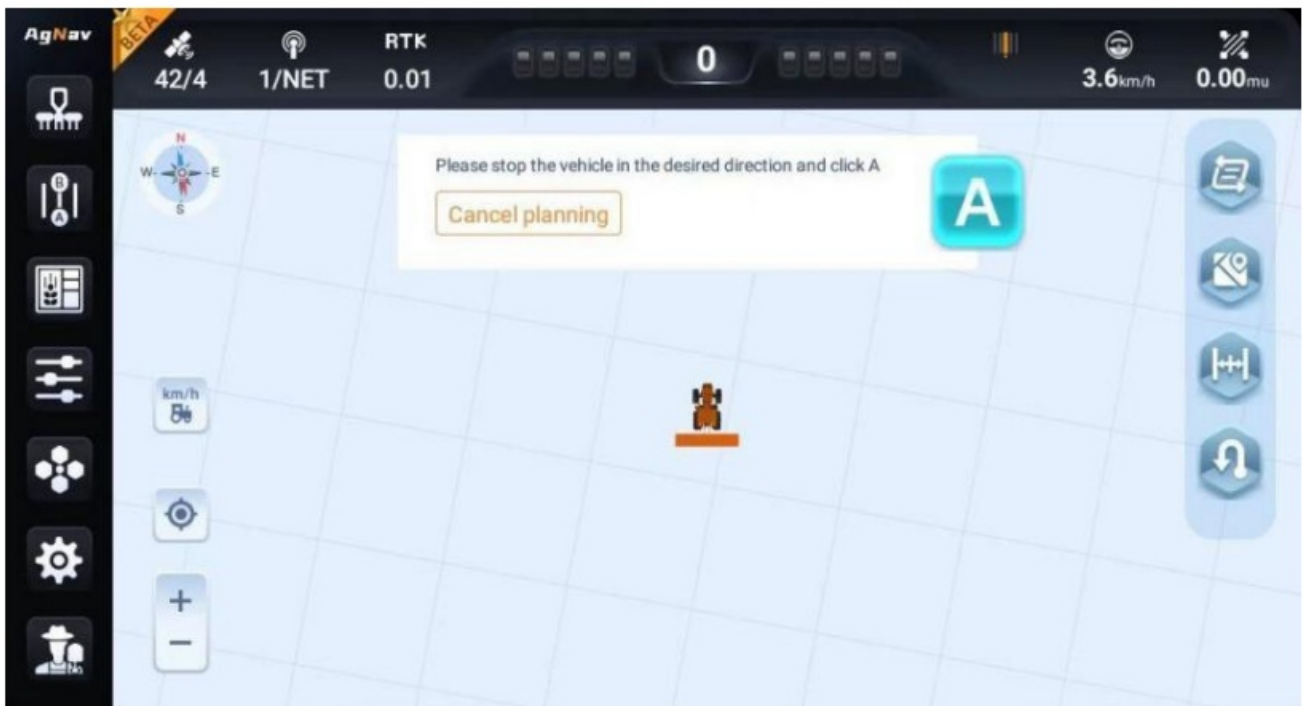 AgNav
BETA
42/4
1/NET
RTK
0.01
0
3.6km/h
0.00mu
N
W
E
S
Please stop the vehicle in the desired direction and click A
Cancel planning
A
B
A
km/h
+
−